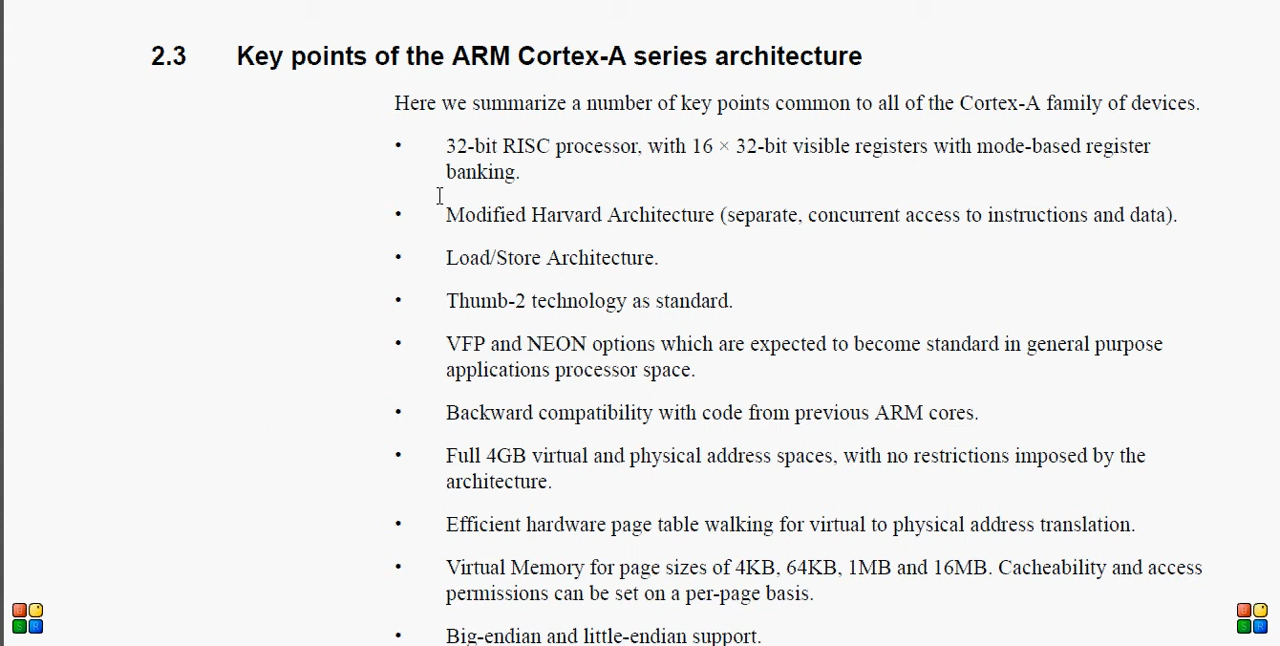 2.3 Key points of the ARM Cortex-A series architecture
Here we summarize a number of key points common to all of the Cortex-A family of devices.
• 32-bit RISC processor, with 16 × 32-bit visible registers with mode-based register
banking.
• Modified Harvard Architecture (separate, concurrent access to instructions and data).
• Load/Store Architecture.
• Thumb-2 technology as standard.
• VFP and NEON options which are expected to become standard in general purpose
applications processor space.
• Backward compatibility with code from previous ARM cores.
• Full 4GB virtual and physical address spaces, with no restrictions imposed by the
architecture.
• Efficient hardware page table walking for virtual to physical address translation.
• Virtual Memory for page sizes of 4KB, 64KB, 1MB and 16MB. Cacheability and access
permissions can be set on a per-page basis.
• Big-endian and little-endian support.